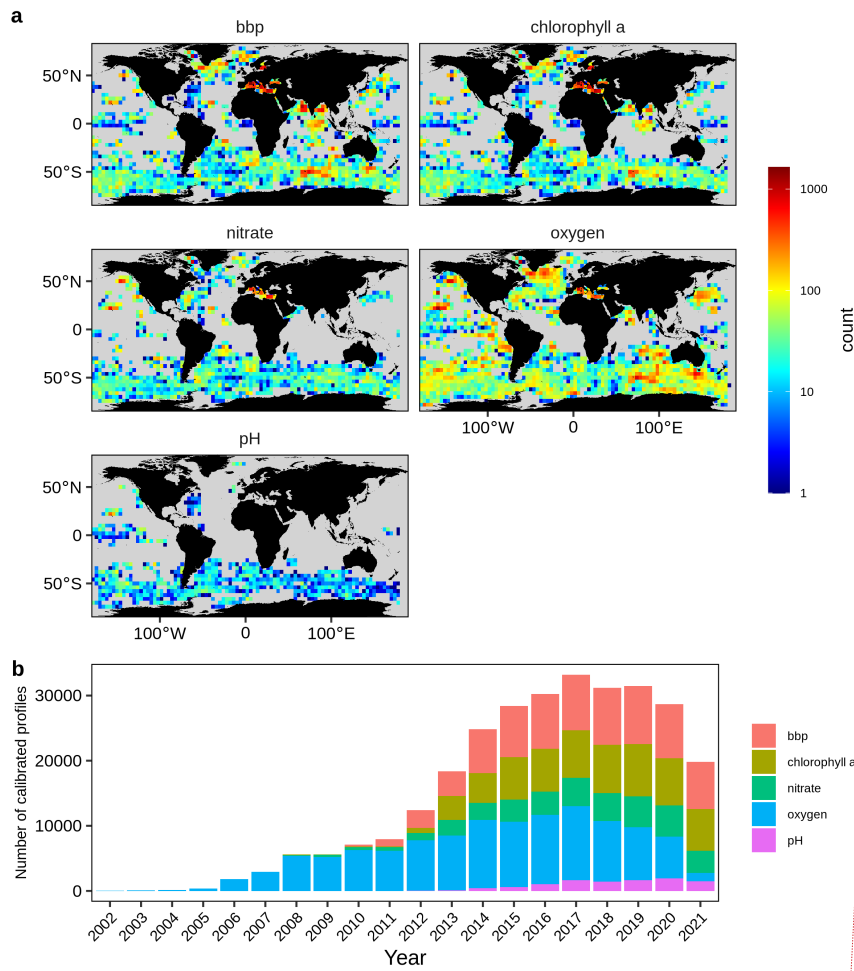 a
bbp
chlorophyll a
50°N
0
50°S
nitrate
oxygen
50°N
0
50°S
100°W
0
100°E
pH
50°N
0
50°S
100°W
0
100°E
1000
100
10
1
count
b
Number of calibrated profiles
30000
20000
10000
0
2002
2003
2004
2005
2006
2007
2008
2009
2010
2011
2012
2013
2014
2015
2016
2017
2018
2019
2020
2021
Year
bbp
chlorophyll a
nitrate
oxygen
pH